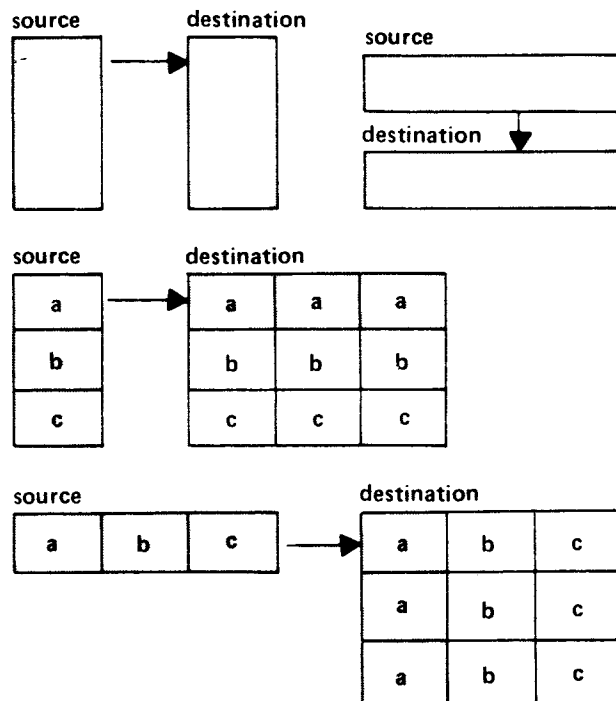 source destination
source
destination
source destination
a a a a
b b b b
c c c c
source destination
a b c a b c
a b c
a b c